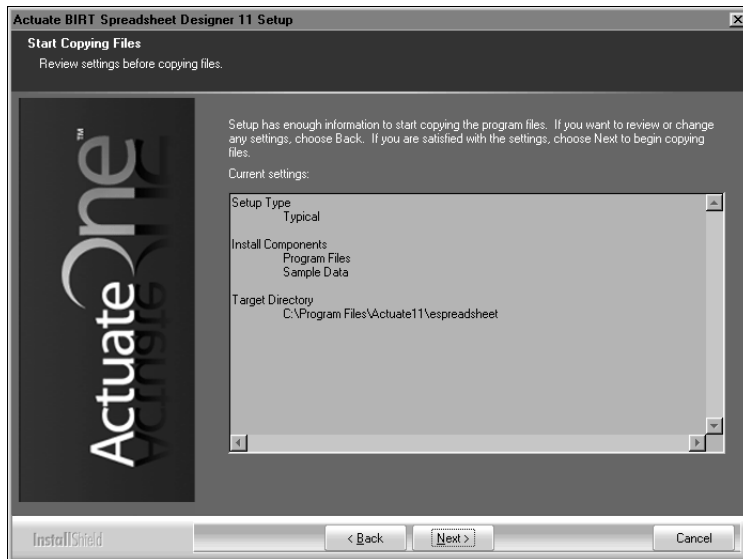 Actuate BIRT Spreadsheet Designer 11 Setup
Start Copying Files
Review settings before copying files.
Setup has enough information to start copying the program files. If you want to review or change
any settings, choose Back. If you are satisfied with the settings, choose Next to begin copying
files.
Current settings:
Setup Type
Typical
Install Components
Program Files
Sample Data
Target Directory
C:\Program Files\Actuate11\espreadsheet
ActuateOne™
InstallShield
< Back
Next >
Cancel